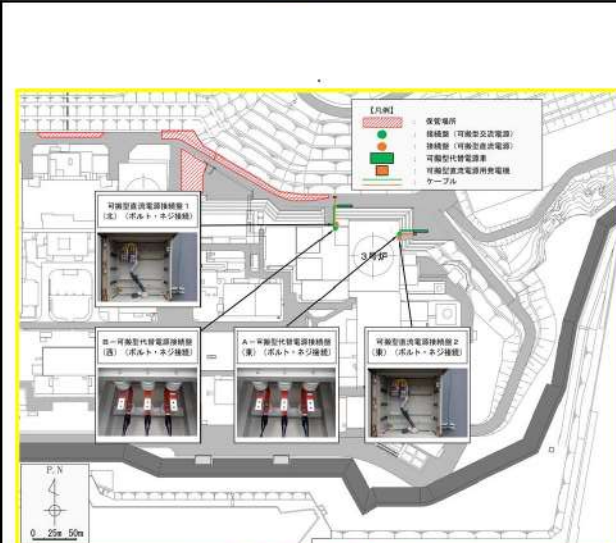 【凡例】
: 保管場所
: 接続盤（可搬型交流電源）
: 接続盤（可搬型直流電源）
: 可搬型代替電源車
: 可搬型直流電源用発電機
: ケーブル
可搬型直流電源接続盤1
（北）（ボルト・ネジ接続）
3号炉
B－可搬型代替電源接続盤
（西）（ボルト・ネジ接続）
A－可搬型代替電源接続盤
（東）（ボルト・ネジ接続）
可搬型直流電源接続盤2
（東）（ボルト・ネジ接続）
P.N
0 25m 50m